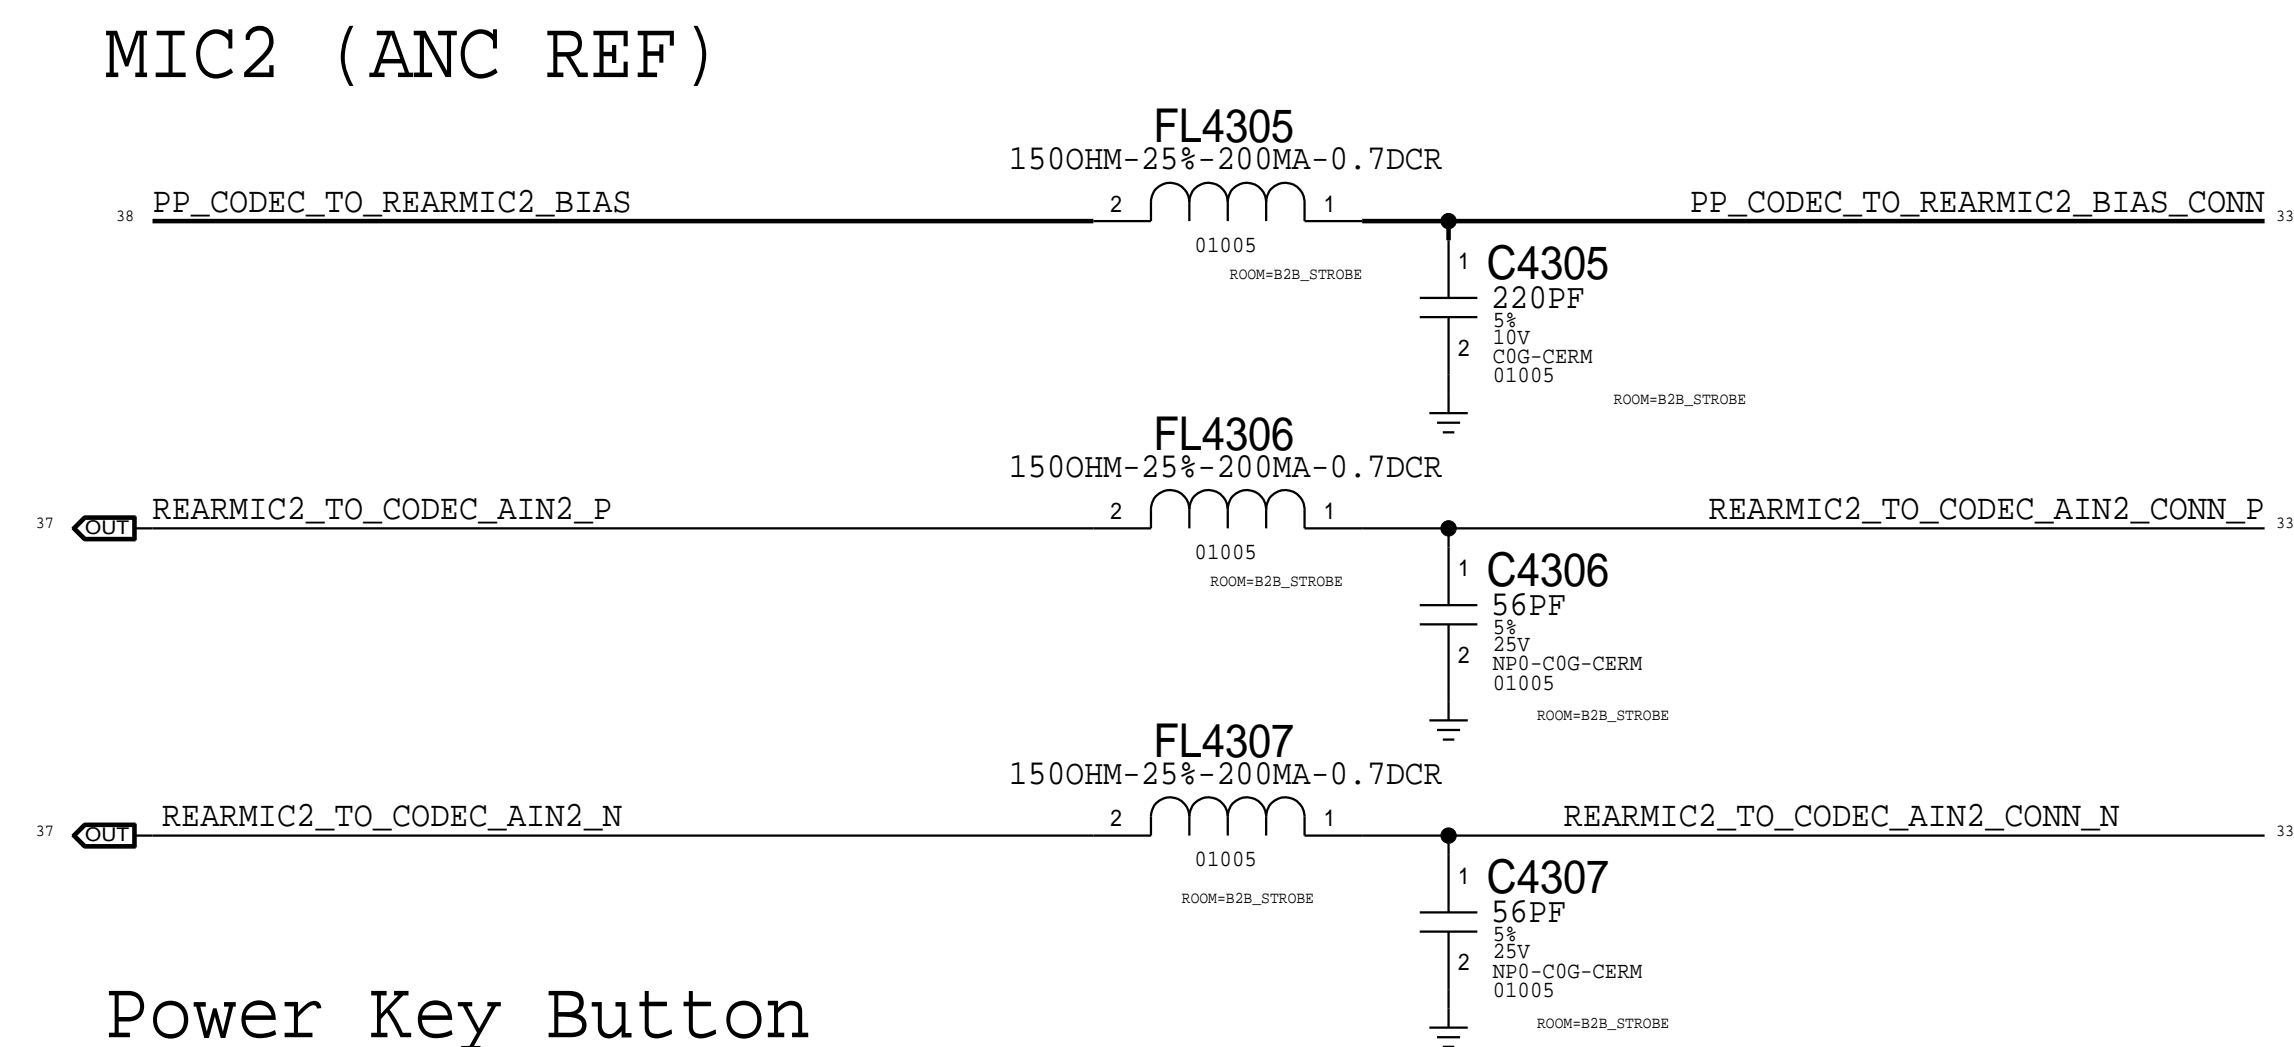 MIC2 (ANC REF)
FL4305
150OHM-25%-200MA-0.7DCR
38 PP_CODEC_TO_REARMIC2_BIAS 2 1 PP_CODEC_TO_REARMIC2_BIAS_CONN 33
01005
ROOM=B2B_STROBE
1 C4305
220PF
5%
10V
2 C0G-CERM
01005
ROOM=B2B_STROBE
FL4306
150OHM-25%-200MA-0.7DCR
37 OUT REARMIC2_TO_CODEC_AIN2_P 2 1 REARMIC2_TO_CODEC_AIN2_CONN_P 33
01005
ROOM=B2B_STROBE
1 C4306
56PF
5%
25V
2 NP0-C0G-CERM
01005
ROOM=B2B_STROBE
FL4307
150OHM-25%-200MA-0.7DCR
37 OUT REARMIC2_TO_CODEC_AIN2_N 2 1 REARMIC2_TO_CODEC_AIN2_CONN_N 33
01005
ROOM=B2B_STROBE
1 C4307
56PF
5%
25V
2 NP0-C0G-CERM
01005
ROOM=B2B_STROBE
Power Key Button